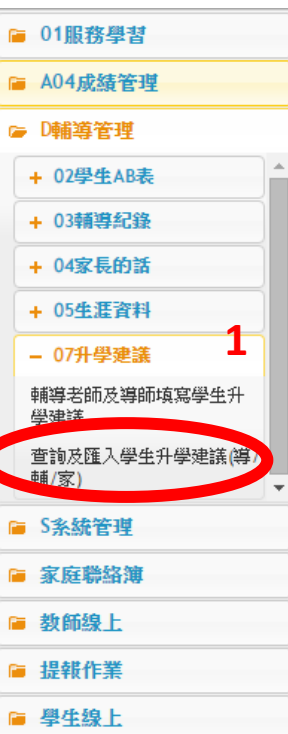 01服務學習
A04成績管理
D輔導管理
+ 02學生AB表
+ 03輔導紀錄
+ 04家長的話
+ 05生涯資料
− 07升學建議
1
輔導老師及導師填寫學生升
學建議
查詢及匯入學生升學建議(導/
輔/家)
S系統管理
家庭聯絡簿
教師線上
提報作業
學生線上